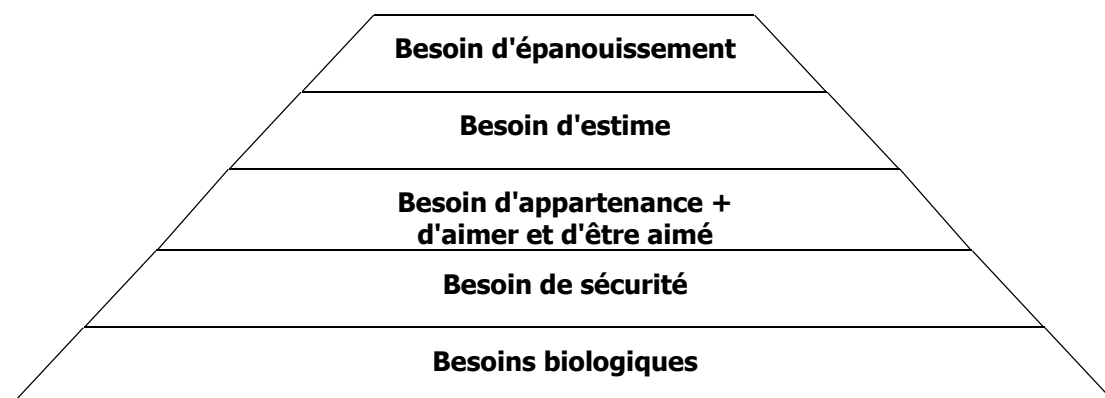 Besoin d'épanouissement
Besoin d'estime
Besoin d'appartenance +
d'aimer et d'être aimé
Besoin de sécurité
Besoins biologiques